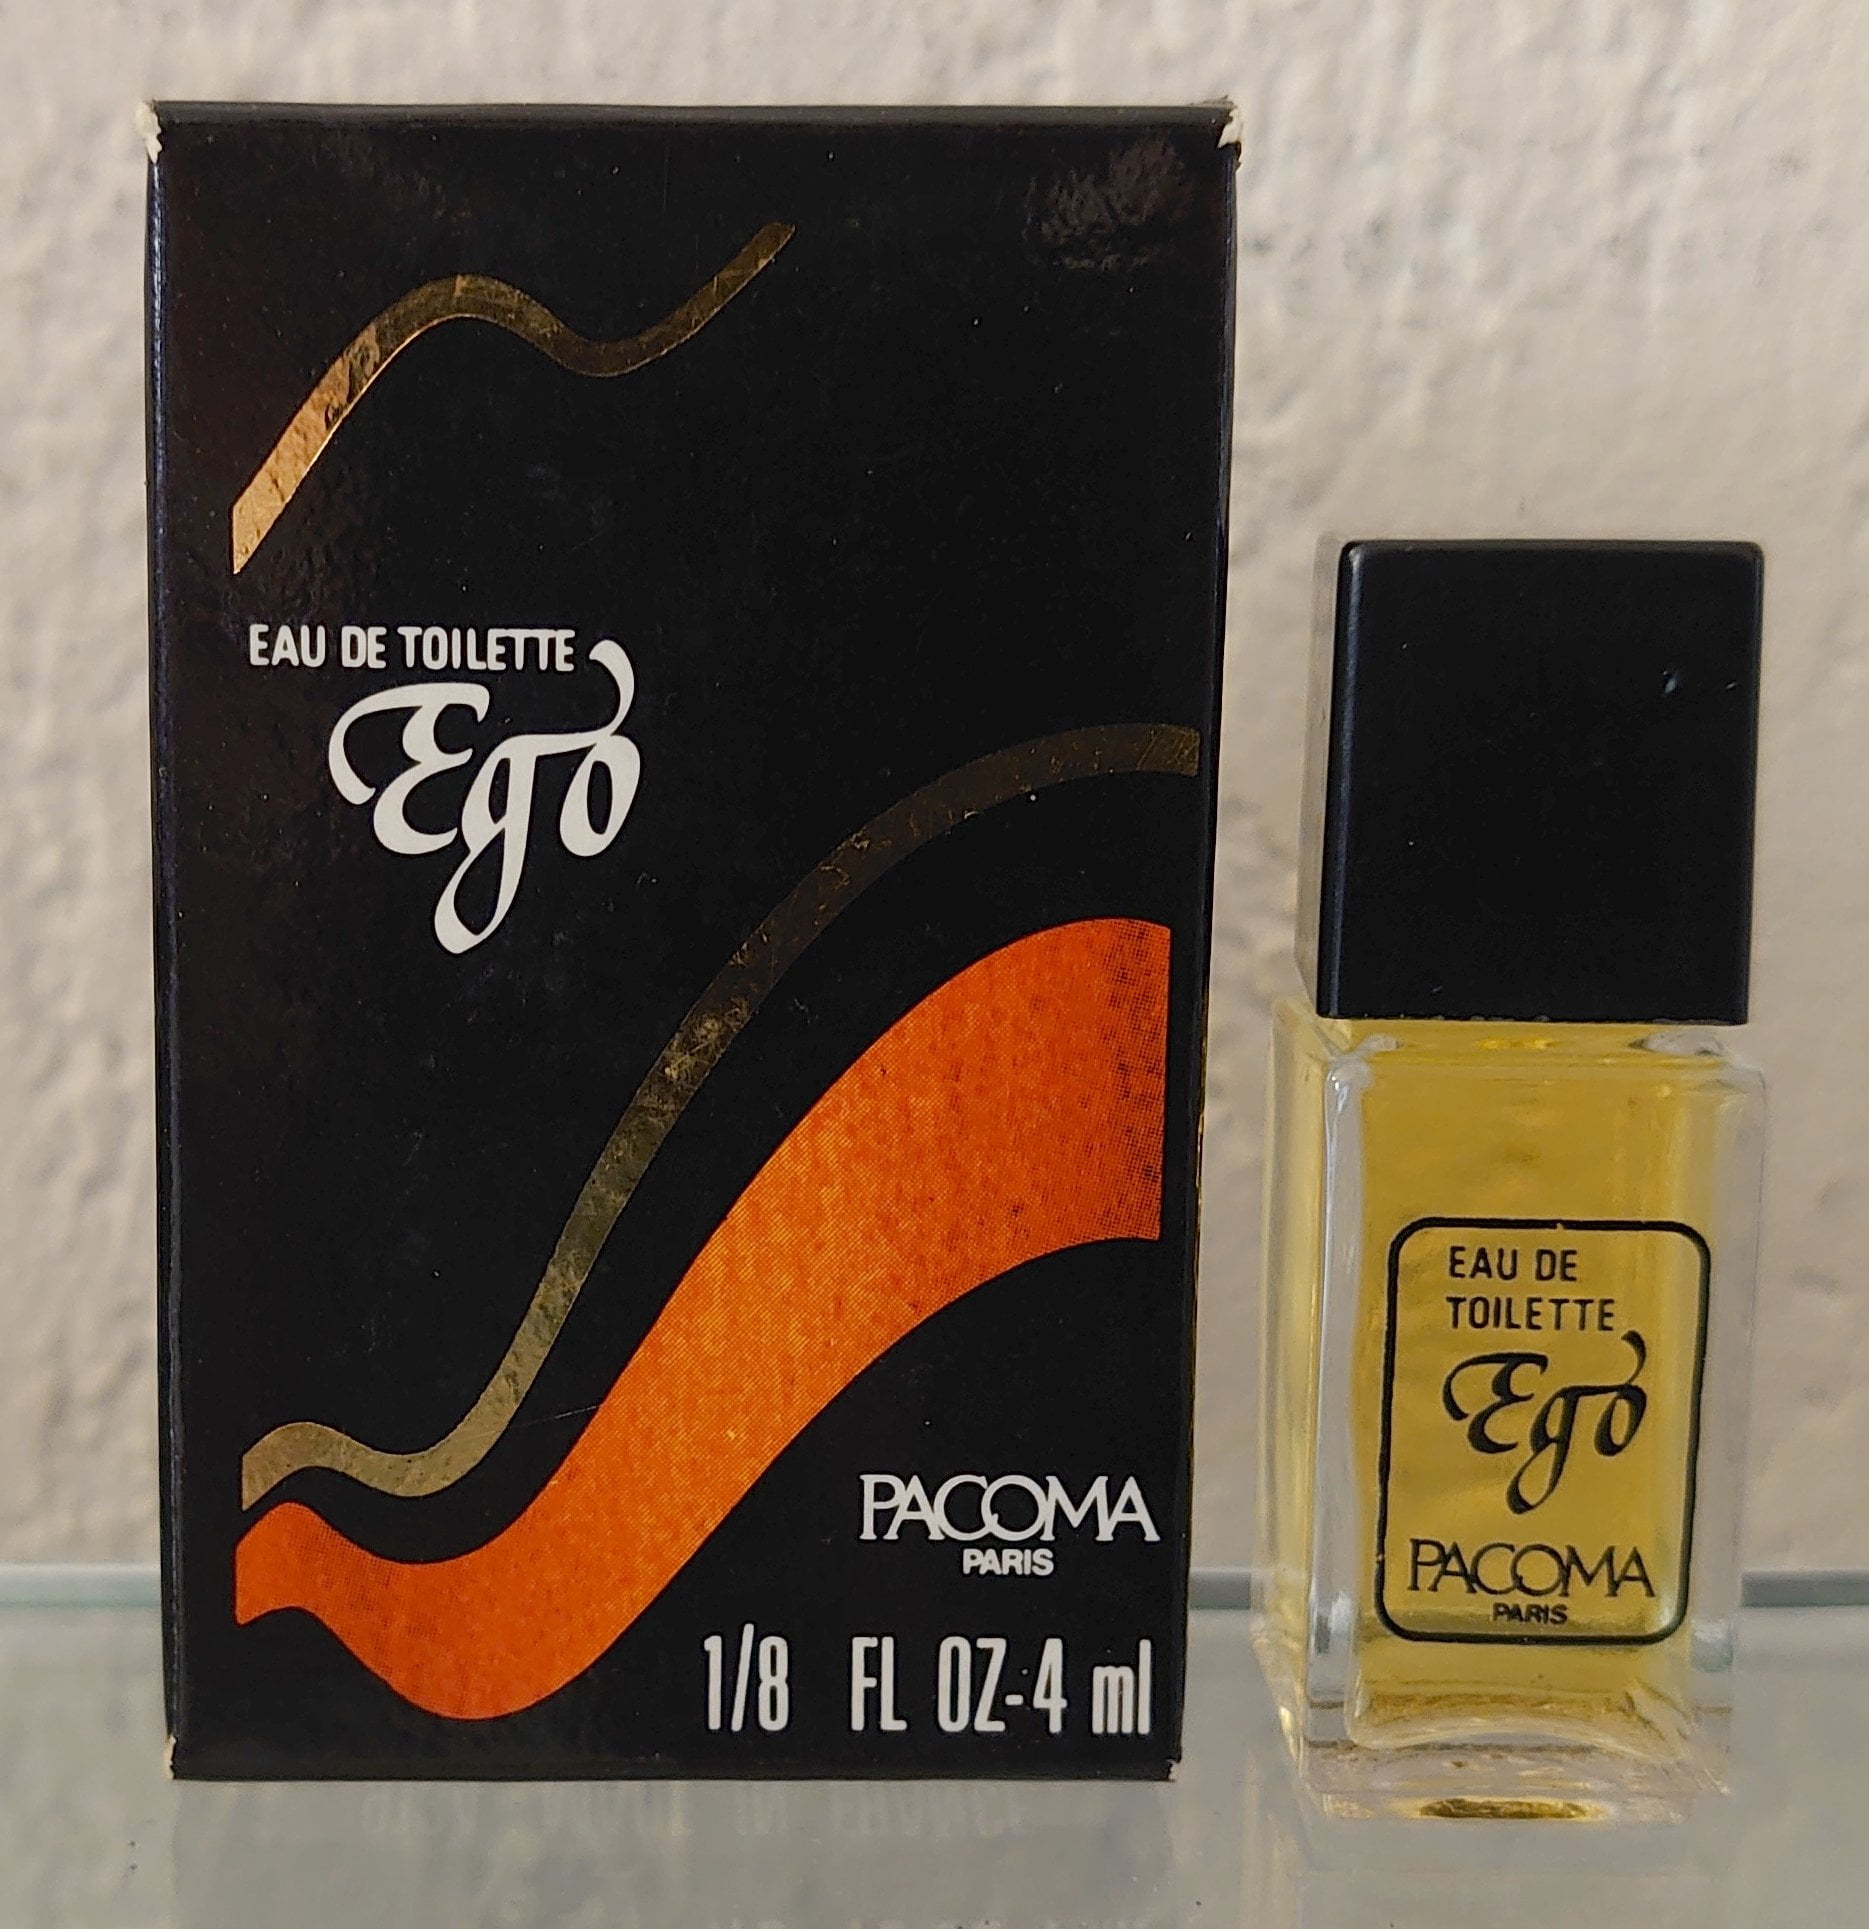 EAU DE TOILETTE
Ego
PACOMA
PARIS
1/8 FL OZ-4 ml
EAU DE
TOILETTE
Ego
PACOMA
PARIS